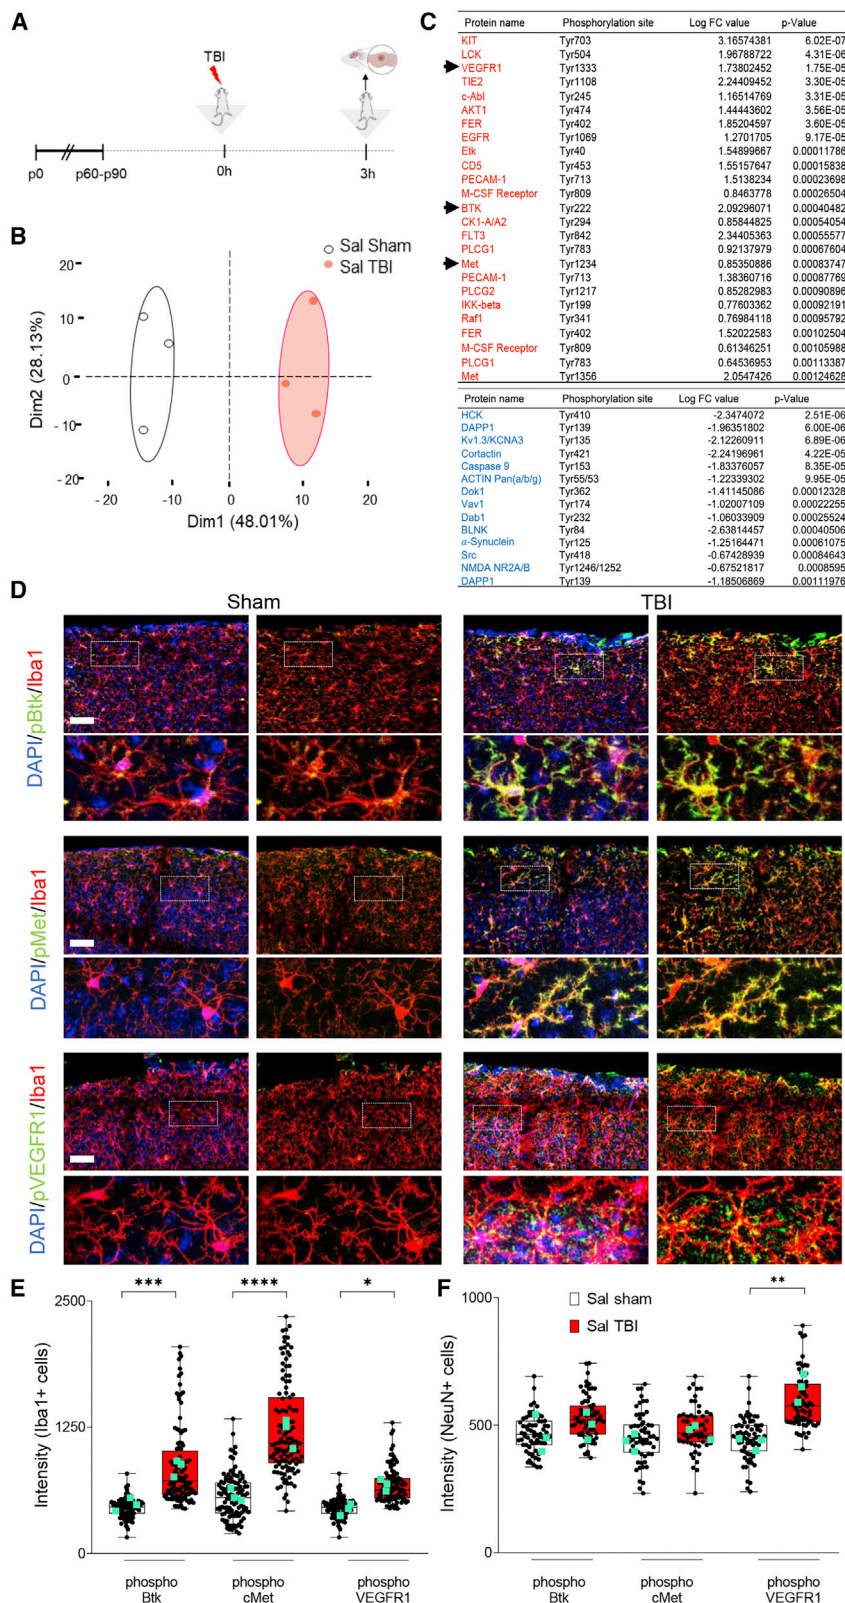 A
TBI
p0
p60-p90
0h
3h
B
Sal Sham
Sal TBI
Dim2 (28.13%)
20
10
0
-10
-20
-20
-10
0
10
20
Dim1 (48.01%)
C
Protein name Phosphorylation site Log FC value p-Value
KIT Tyr703 3.16574381 6.02E-07
LCK Tyr504 1.96788722 4.31E-06
VEGFR1 Tyr1333 1.73802452 1.75E-05
TIE2 Tyr1108 2.24409452 3.30E-05
c-Abl Tyr245 1.16514769 3.31E-05
AKT1 Tyr474 1.44443602 3.56E-05
FER Tyr402 1.85204597 3.60E-05
EGFR Tyr1069 1.2701705 9.17E-05
Etk Tyr40 1.54899667 0.00011786
CD5 Tyr453 1.55157647 0.00015838
PECAM-1 Tyr713 1.5138234 0.00023698
M-CSF Receptor Tyr809 0.8463778 0.00026504
BTK Tyr222 2.09296071 0.00040482
CK1-A/A2 Tyr294 0.85844825 0.00054054
FLT3 Tyr842 2.34405363 0.00055577
PLCG1 Tyr783 0.92137979 0.00067604
Met Tyr1234 0.85350886 0.00083747
PECAM-1 Tyr713 1.38360716 0.00087769
PLCG2 Tyr1217 0.85282983 0.00090896
IKK-beta Tyr199 0.77603362 0.00092191
Raf1 Tyr341 0.76984118 0.00095792
FER Tyr402 1.52022583 0.00102504
M-CSF Receptor Tyr809 0.61346251 0.00105988
PLCG1 Tyr783 0.64536953 0.00113387
Met Tyr1356 2.0547426 0.00124628
Protein name Phosphorylation site Log FC value p-Value
HCK Tyr410 -2.3474072 2.51E-06
DAPP1 Tyr139 -1.96351802 6.00E-06
Kv1.3/KCNA3 Tyr135 -2.12260911 6.89E-06
Cortactin Tyr421 -2.24196961 4.22E-05
Caspase 9 Tyr153 -1.83376057 8.35E-05
ACTIN Pan(a/b/g) Tyr55/53 -1.22339302 9.95E-05
Dok1 Tyr362 -1.41145086 0.00012328
Vav1 Tyr174 -1.02007109 0.00022255
Dab1 Tyr232 -1.06033909 0.00025524
BLNK Tyr84 -2.63814457 0.00040506
α-Synuclein Tyr125 -1.25164471 0.00061075
Src Tyr418 -0.67428939 0.00084643
NMDA NR2A/B Tyr1246/1252 -0.67521817 0.0008595
DAPP1 Tyr139 -1.18506869 0.00111976
D
Sham
TBI
DAPI/pBtk/Iba1
DAPI/pMet/Iba1
DAPI/pVEGFR1/Iba1
E
Intensity (Iba1+ cells)
2500
1250
0
***
****
*
phospho
Btk
phospho
cMet
phospho
VEGFR1
F
Intensity (NeuN+ cells)
1000
500
0
Sal sham
Sal TBI
**
phospho
Btk
phospho
cMet
phospho
VEGFR1